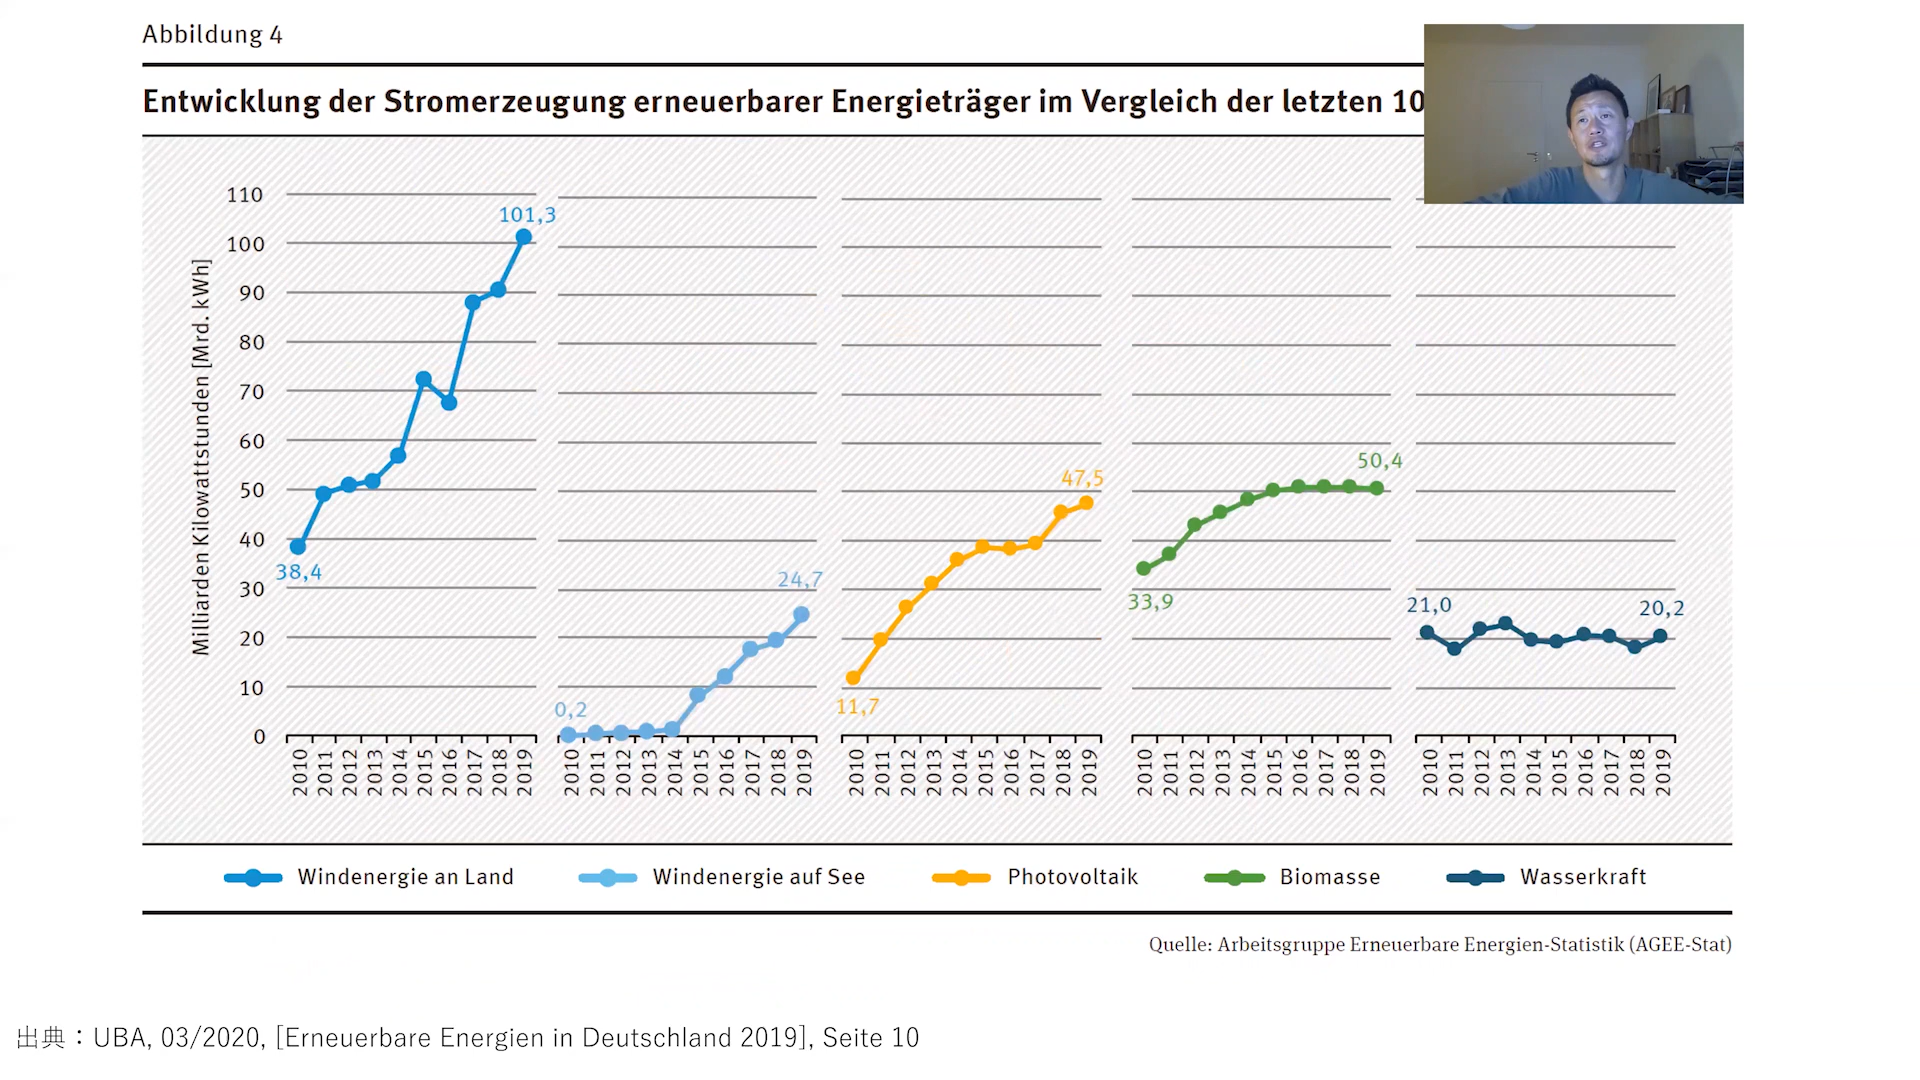 Abbildung 4
Entwicklung der Stromerzeugung erneuerbarer Energieträger im Vergleich der letzten 10
Milliarden Kilowattstunden [Mrd. kWh]
110
100
90
80
70
60
50
40
30
20
10
0
38,4
101,3
0,2
24,7
11,7
47,5
33,9
50,4
21,0
20,2
2010 2011 2012 2013 2014 2015 2016 2017 2018 2019
2010 2011 2012 2013 2014 2015 2016 2017 2018 2019
2010 2011 2012 2013 2014 2015 2016 2017 2018 2019
2010 2011 2012 2013 2014 2015 2016 2017 2018 2019
2010 2011 2012 2013 2014 2015 2016 2017 2018 2019
Windenergie an Land
Windenergie auf See
Photovoltaik
Biomasse
Wasserkraft
Quelle: Arbeitsgruppe Erneuerbare Energien-Statistik (AGEE-Stat)
出典：UBA, 03/2020, [Erneuerbare Energien in Deutschland 2019], Seite 10